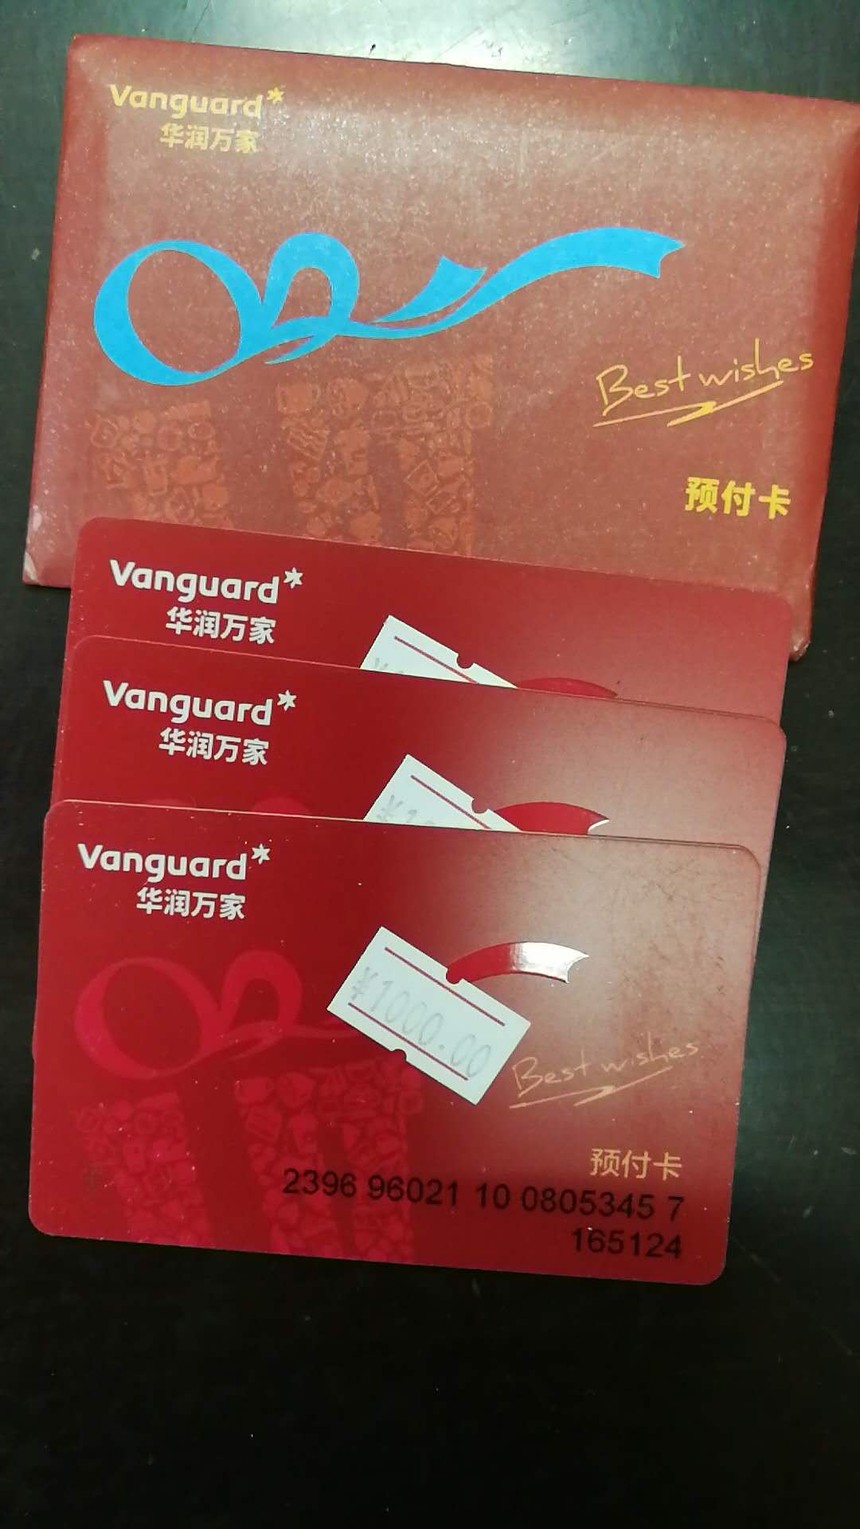 Vanguard
华润万家
Best wishes
预付卡
Vanguard
华润万家
Vanguard
华润万家
Vanguard
华润万家
¥1000.00
Best wishes
预付卡
2396 96021 10 0805345 7
165124